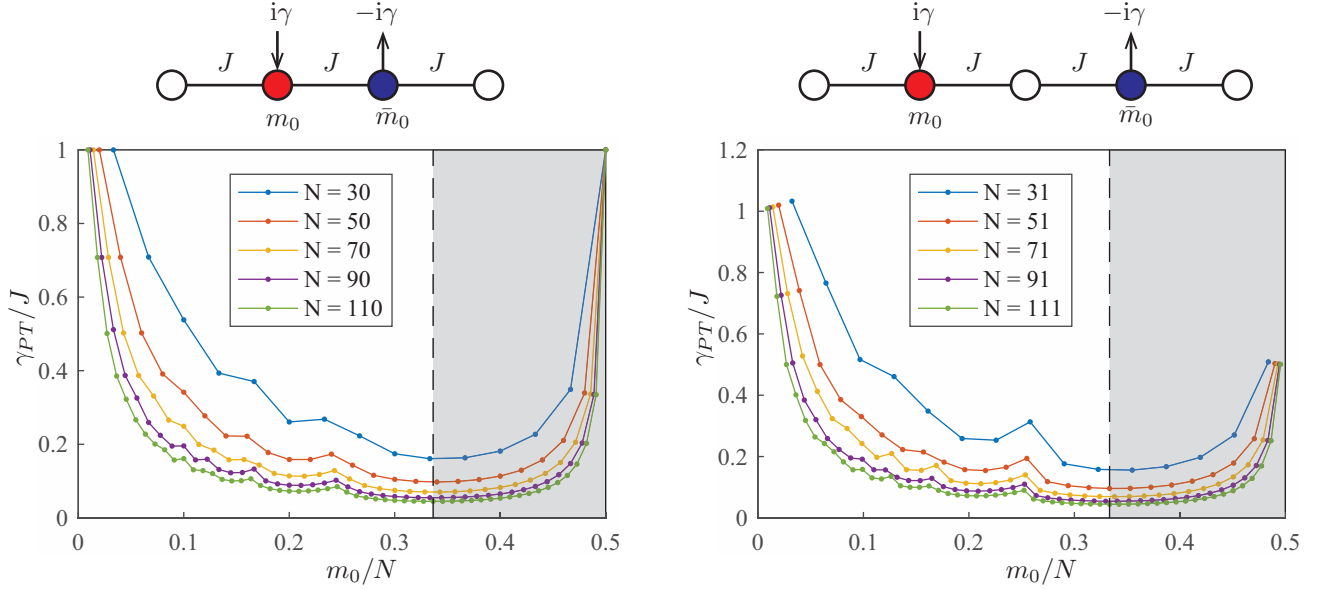 iγ −iγ
J J J
m₀ m̄₀
γ_PT/J
1
0.8
0.6
0.4
0.2
0
N = 30
N = 50
N = 70
N = 90
N = 110
0 0.1 0.2 0.3 0.4 0.5
m₀/N
iγ −iγ
J J J J
m₀ m̄₀
γ_PT/J
1.2
1
0.8
0.6
0.4
0.2
0
N = 31
N = 51
N = 71
N = 91
N = 111
0 0.1 0.2 0.3 0.4 0.5
m₀/N